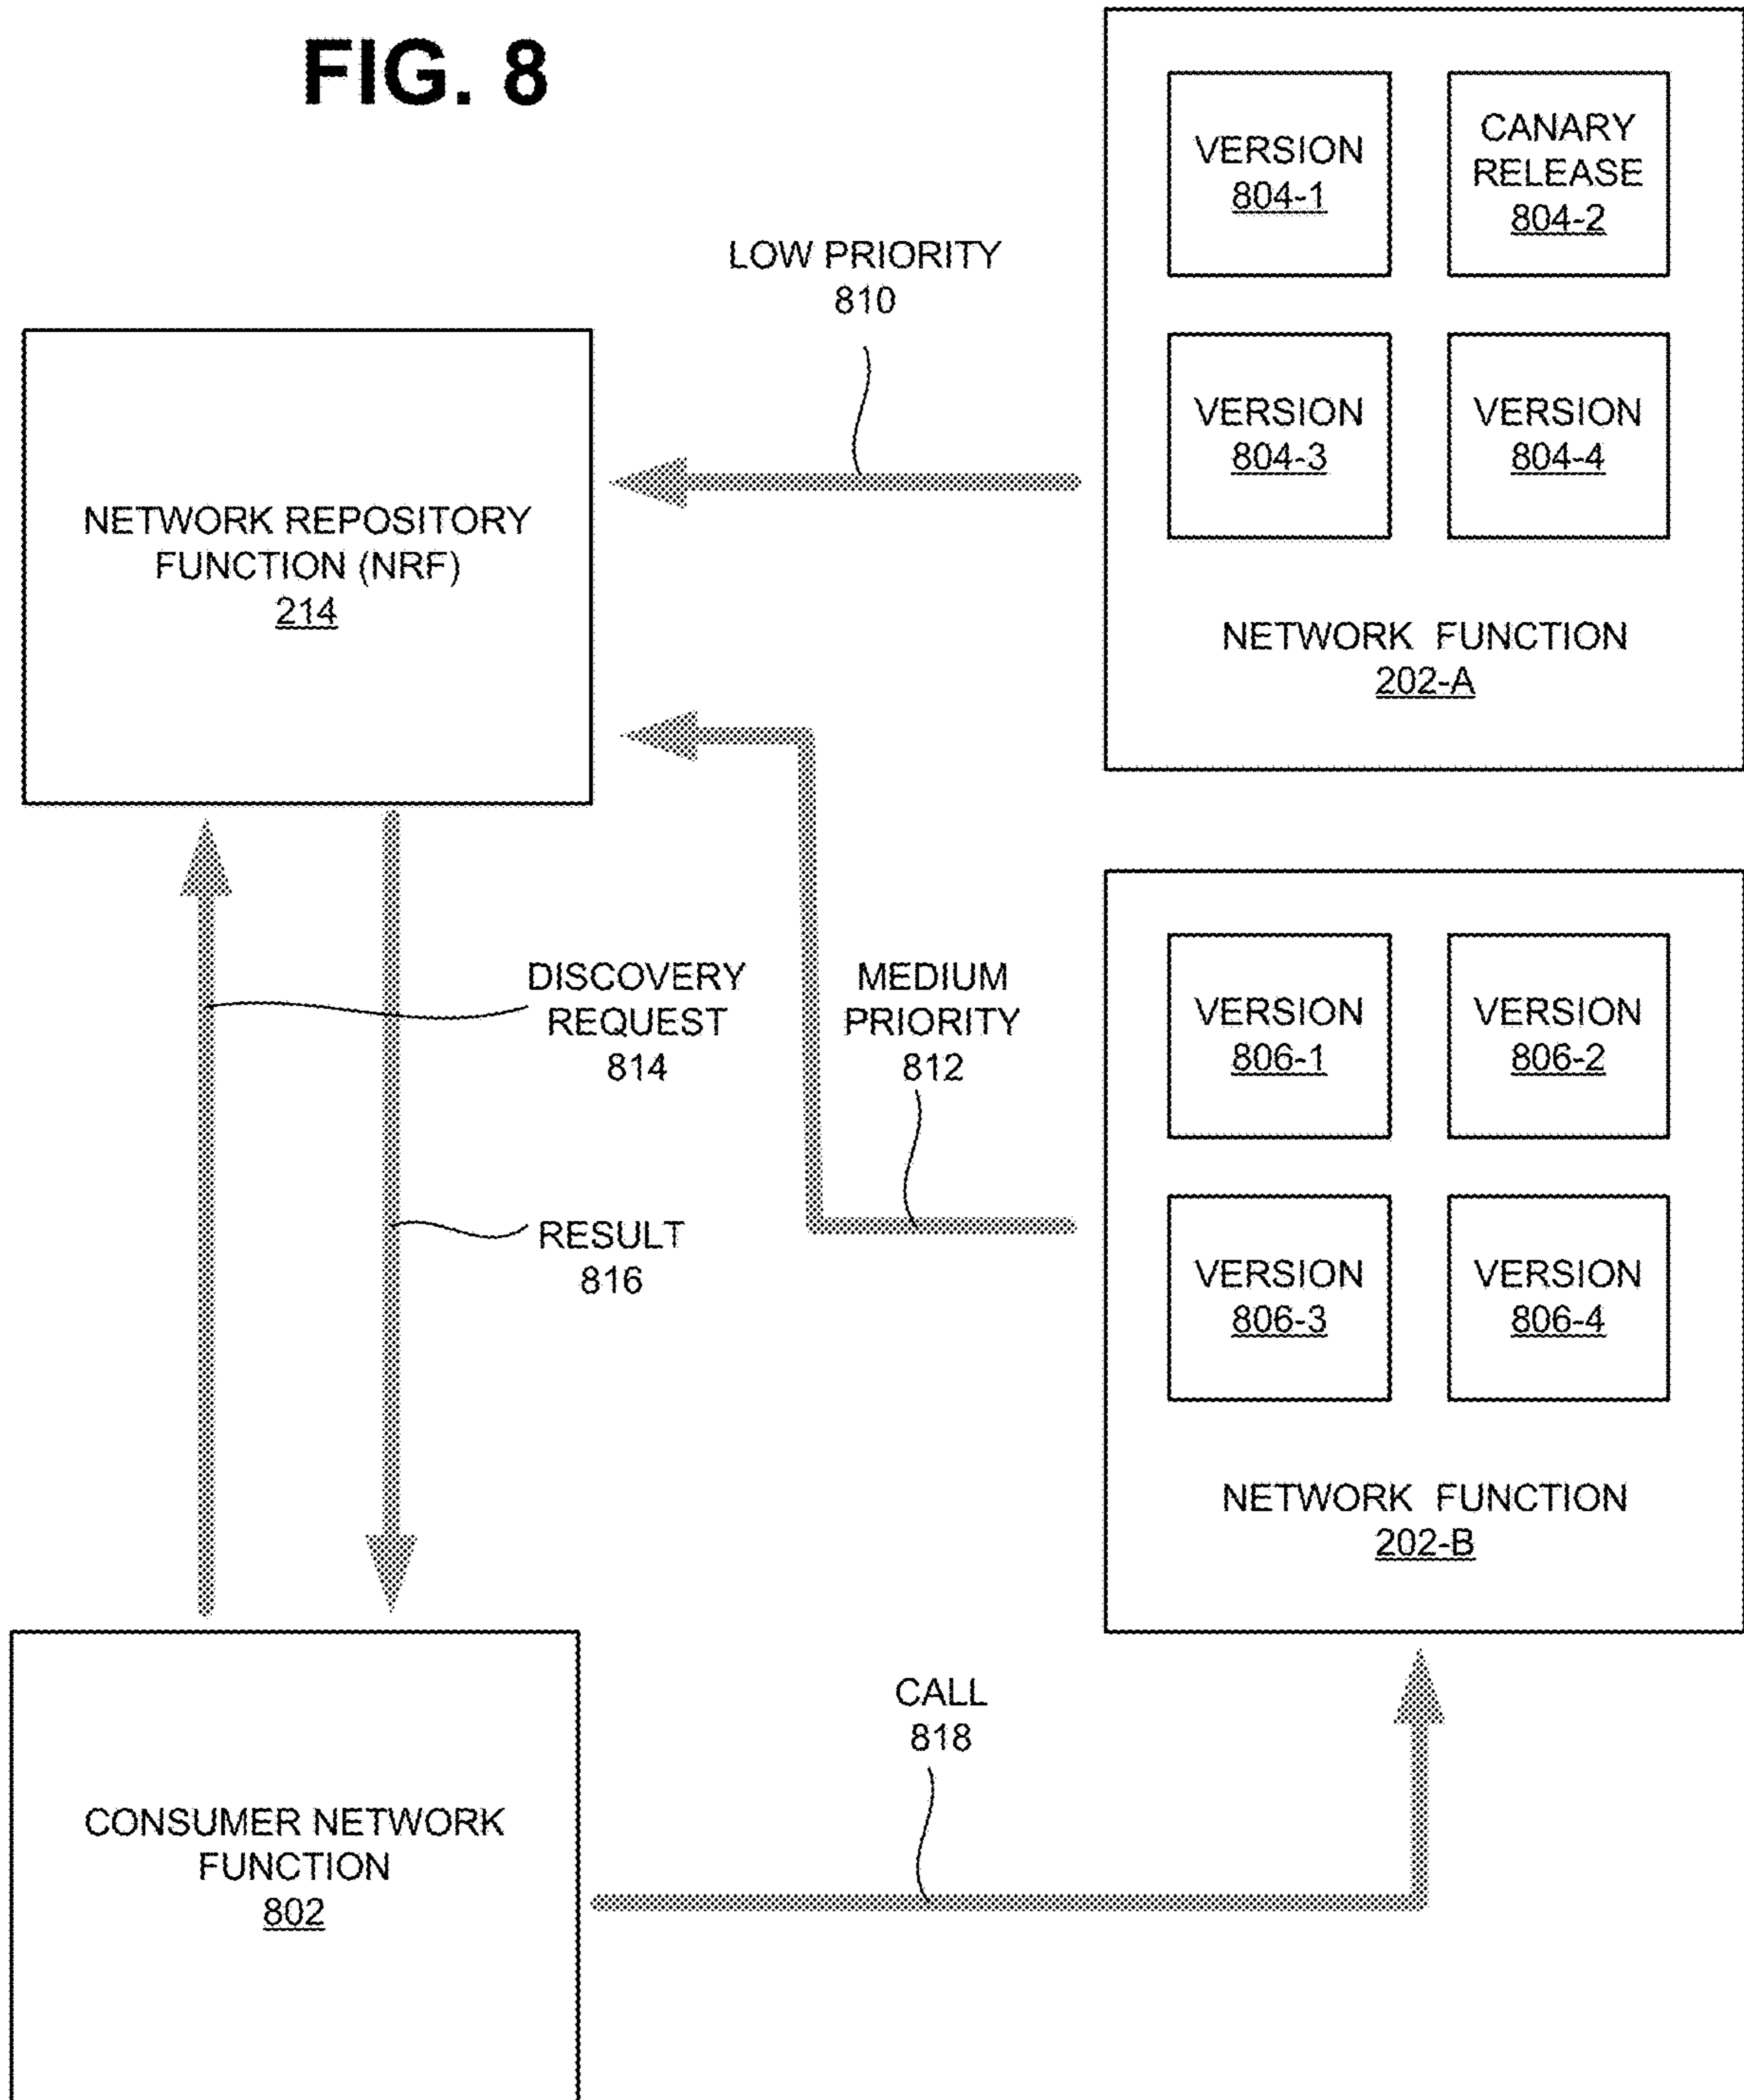 FIG. 8
VERSION
804-1
CANARY
RELEASE
804-2
LOW PRIORITY
810
VERSION
804-3
VERSION
804-4
NETWORK REPOSITORY
FUNCTION (NRF)
214
NETWORK FUNCTION
202-A
DISCOVERY
REQUEST
814
MEDIUM
PRIORITY
812
VERSION
806-1
VERSION
806-2
RESULT
816
VERSION
806-3
VERSION
806-4
NETWORK FUNCTION
202-B
CALL
818
CONSUMER NETWORK
FUNCTION
802